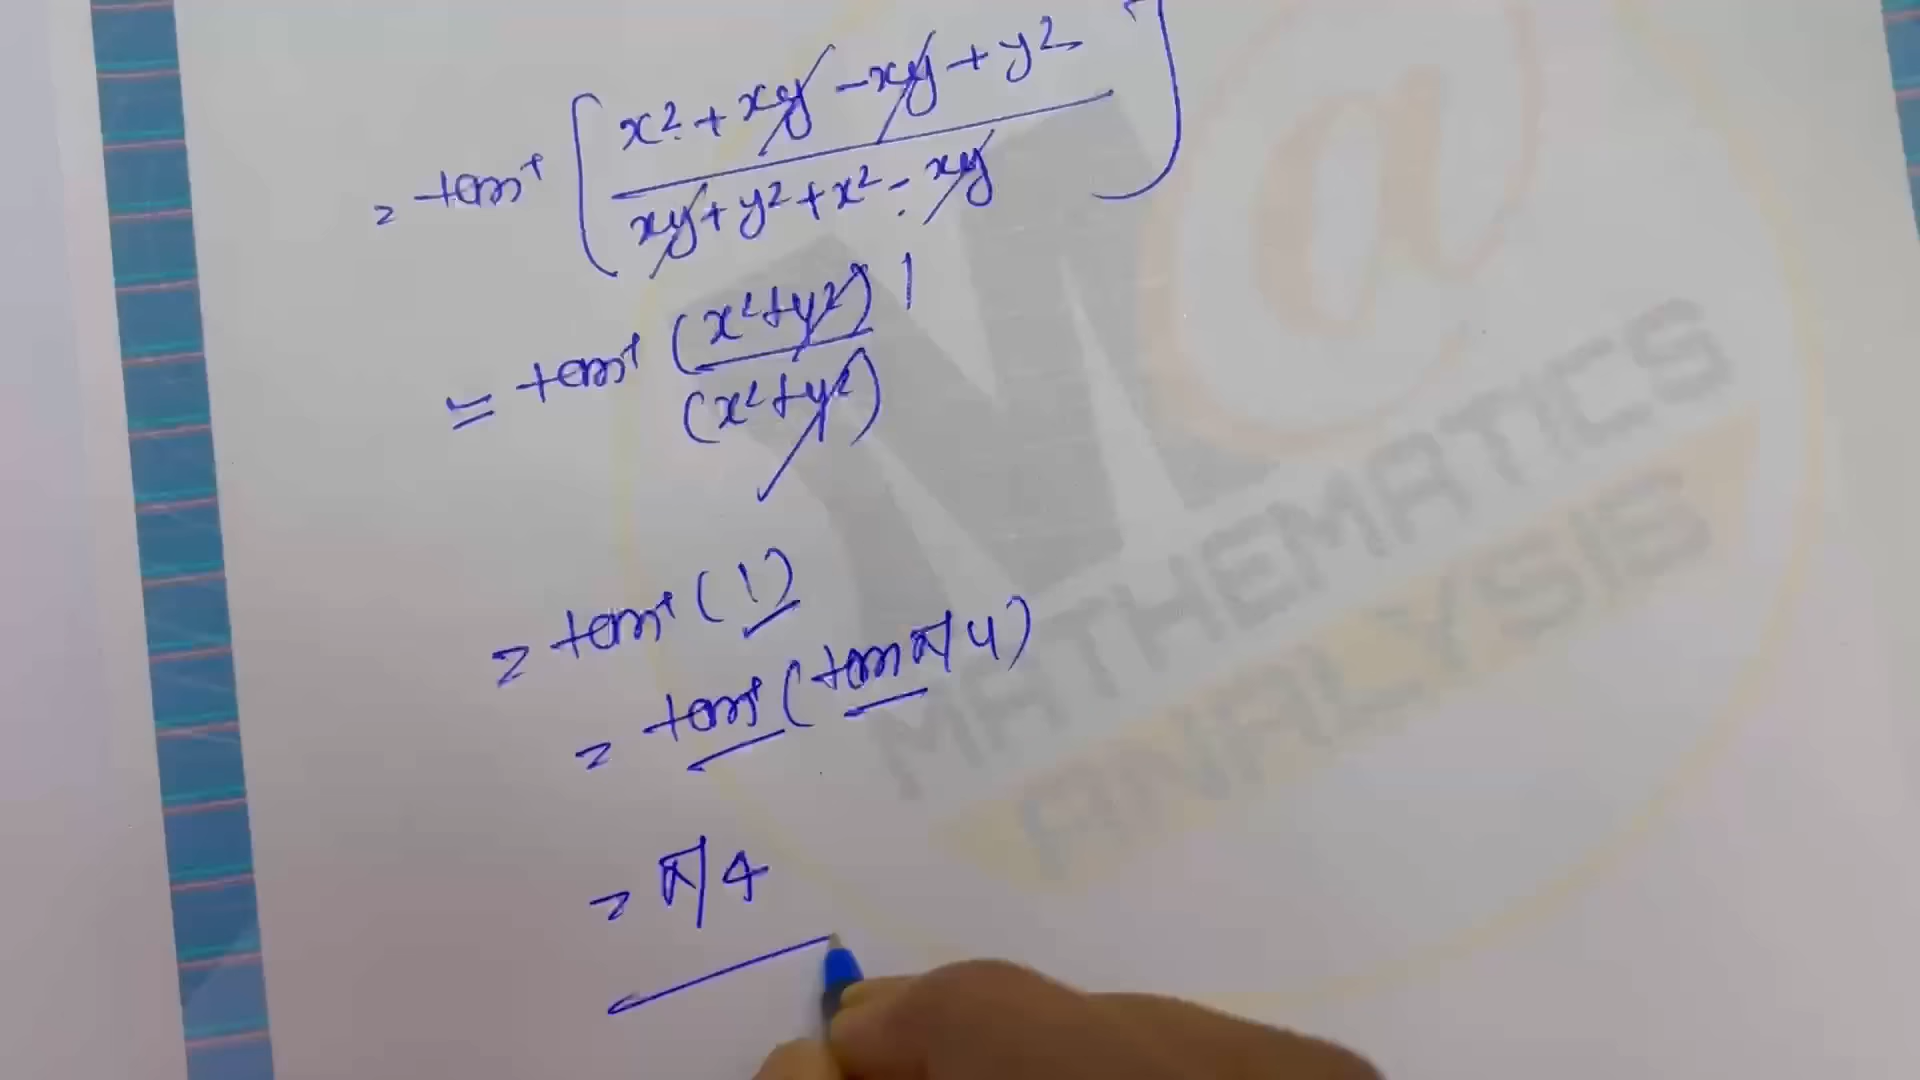 = tan⁻¹ [ (x² + xy - xy + y²) / (xy + y² + x² - xy) ]
= tan⁻¹ (x²+y²) / (x²+y²) 1
= tan⁻¹ (1)
= tan⁻¹ (tan π/4)
= π/4
M@
MATHEMATICS
ANALYSIS